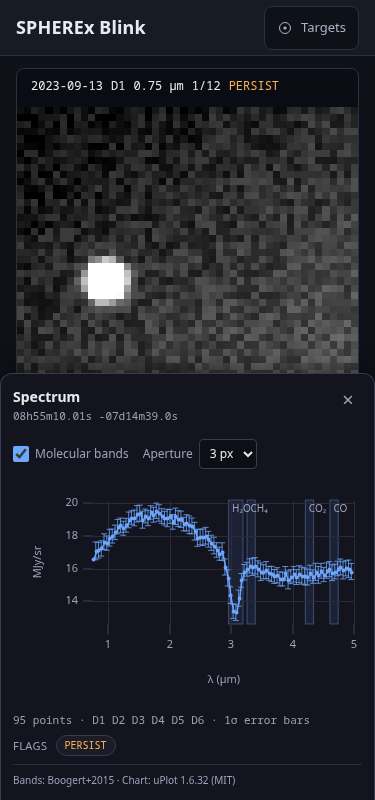 SPHEREx Blink
Targets
2023-09-13 D1 0.75 µm 1/12 PERSIST
Spectrum
08h55m10.01s -07d14m39.0s
Molecular bands Aperture 3 px
20
H₂O CH₄ CO₂ CO
18
16
14
MJy/sr
1 2 3 4 5
λ (µm)
95 points · D1 D2 D3 D4 D5 D6 · 1σ error bars
FLAGS PERSIST
Bands: Boogert+2015 · Chart: uPlot 1.6.32 (MIT)